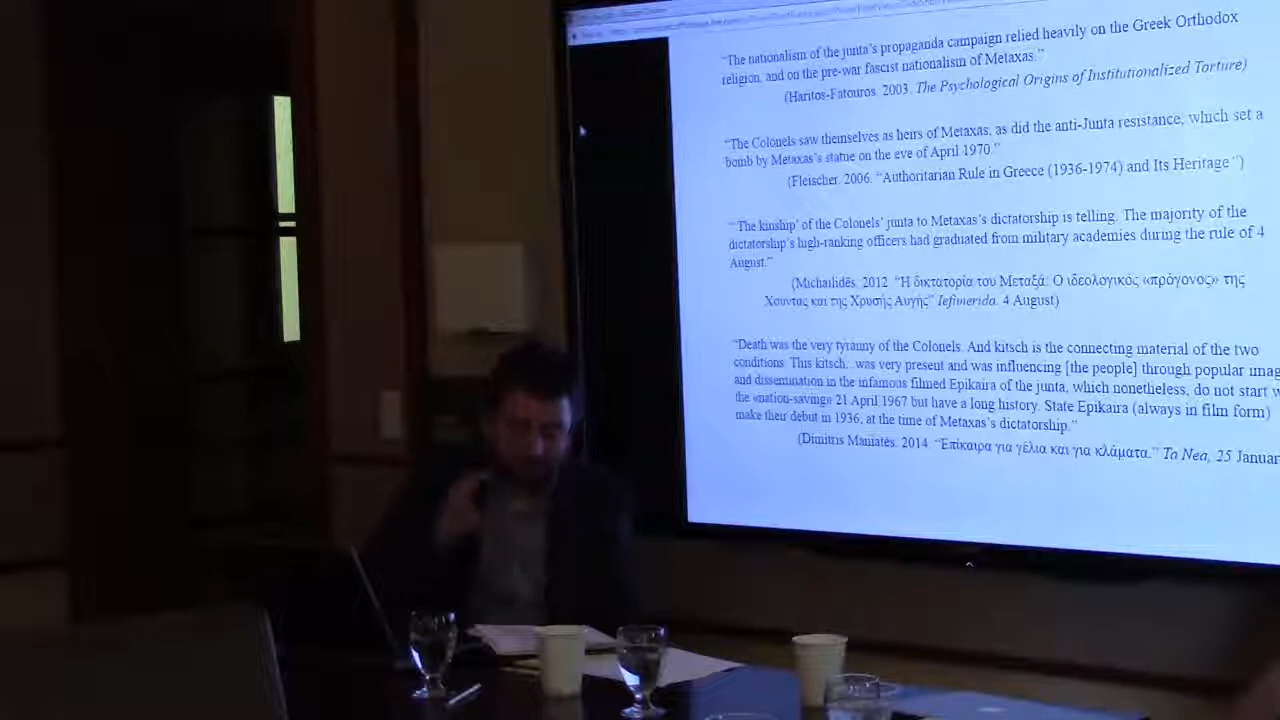 “The nationalism of the junta’s propaganda campaign relied heavily on the Greek Orthodox
religion, and on the pre-war fascist nationalism of Metaxas.”
(Haritos-Fatouros. 2003. The Psychological Origins of Institutionalized Torture)
“The Colonels saw themselves as heirs of Metaxas, as did the anti-Junta resistance, which set a
bomb by Metaxas’s statue on the eve of April 1970.”
(Fleischer. 2006. “Authoritarian Rule in Greece (1936-1974) and Its Heritage”)
“‘The kinship’ of the Colonels’ junta to Metaxas’s dictatorship is telling. The majority of the
dictatorship’s high-ranking officers had graduated from military academies during the rule of 4
August.”
(Michailidēs. 2012 “Η δικτατορία του Μεταξά: Ο ιδεολογικός «πρόγονος» της
Χούντας και της Χρυσής Αυγής” Iefimerida. 4 August)
“Death was the very tyranny of the Colonels. And kitsch is the connecting material of the two
conditions. This kitsch...was very present and was influencing [the people] through popular imag
and dissemination in the infamous filmed Epikaira of the junta, which nonetheless, do not start w
the «nation-saving» 21 April 1967 but have a long history. State Epikaira (always in film form)
make their debut in 1936, at the time of Metaxas’s dictatorship.”
(Dimitris Maniatēs. 2014. “Επίκαιρα για γέλια και για κλάματα.” Ta Nea, 25 Januar